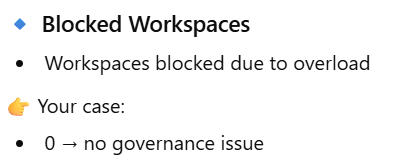 🔹 Blocked Workspaces
• Workspaces blocked due to overload
👉 Your case:
• 0 → no governance issue